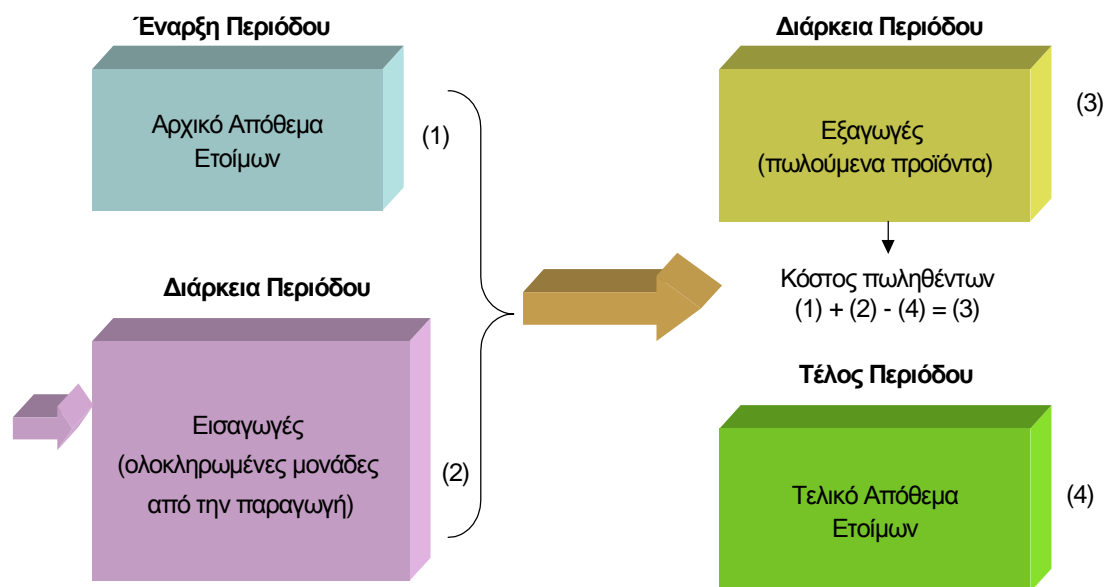 Έναρξη Περιόδου
Αρχικό Απόθεμα
Ετοίμων
(1)
Διάρκεια Περιόδου
Εισαγωγές
(ολοκληρωμένες μονάδες
από την παραγωγή)
(2)
Διάρκεια Περιόδου
Εξαγωγές
(πωλούμενα προϊόντα)
(3)
Κόστος πωληθέντων
(1) + (2) - (4) = (3)
Τέλος Περιόδου
Τελικό Απόθεμα
Ετοίμων
(4)